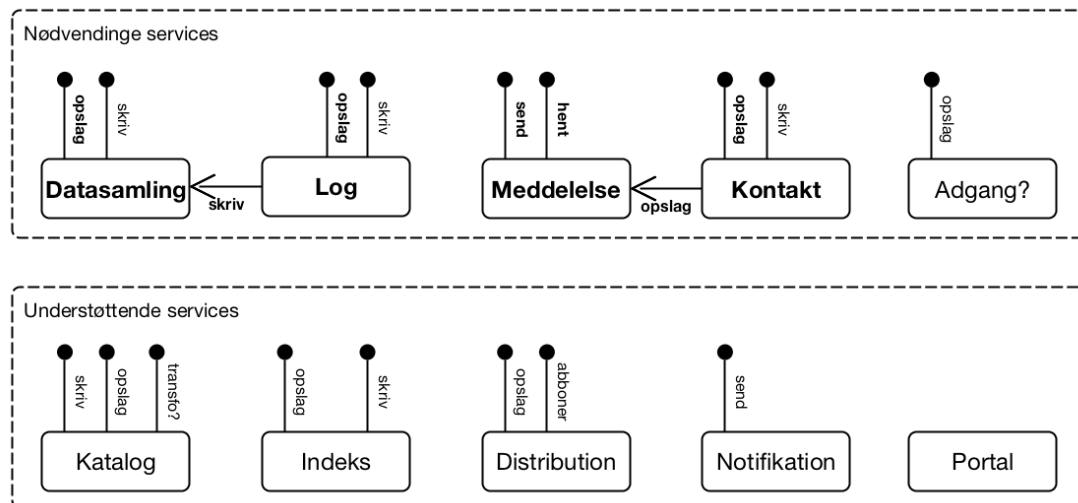 Nødvendinge services
opslag
skriv
opslag
skriv
send
hent
opslag
skriv
opslag
Datasamling
skriv
Log
Meddelelse
opslag
Kontakt
Adgang?
Understøttende services
skriv
opslag
transfo?
opslag
skriv
opslag
abboner
send
Katalog
Indeks
Distribution
Notifikation
Portal